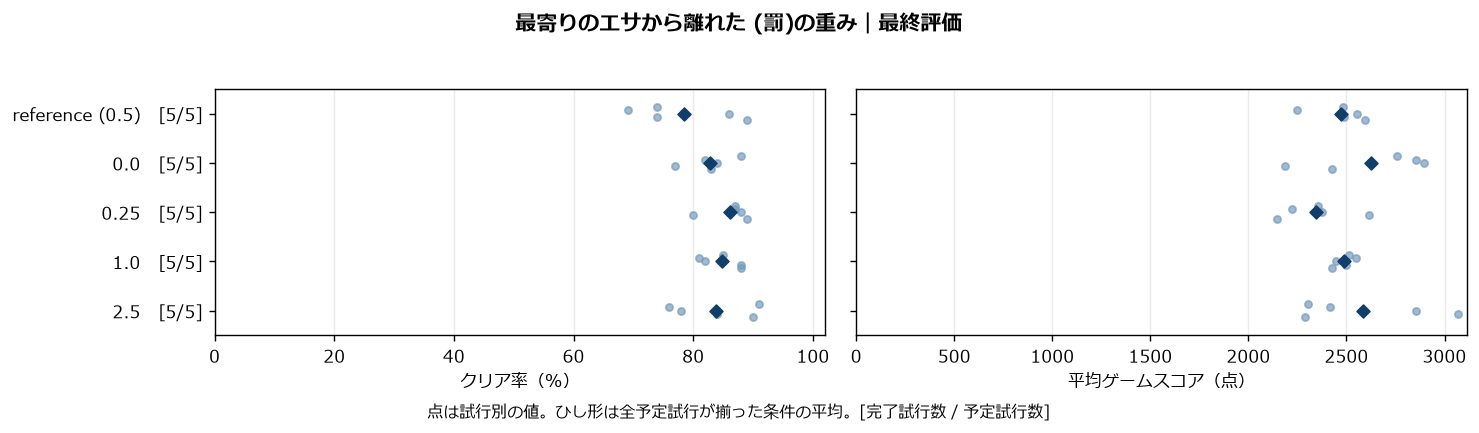 最寄りのエサから離れた (罰)の重み｜最終評価
reference (0.5) [5/5]
0.0 [5/5]
0.25 [5/5]
1.0 [5/5]
2.5 [5/5]
0 20 40 60 80 100
クリア率（%）
0 500 1000 1500 2000 2500 3000
平均ゲームスコア（点）
点は試行別の値。ひし形は全予定試行が揃った条件の平均。[完了試行数 / 予定試行数]